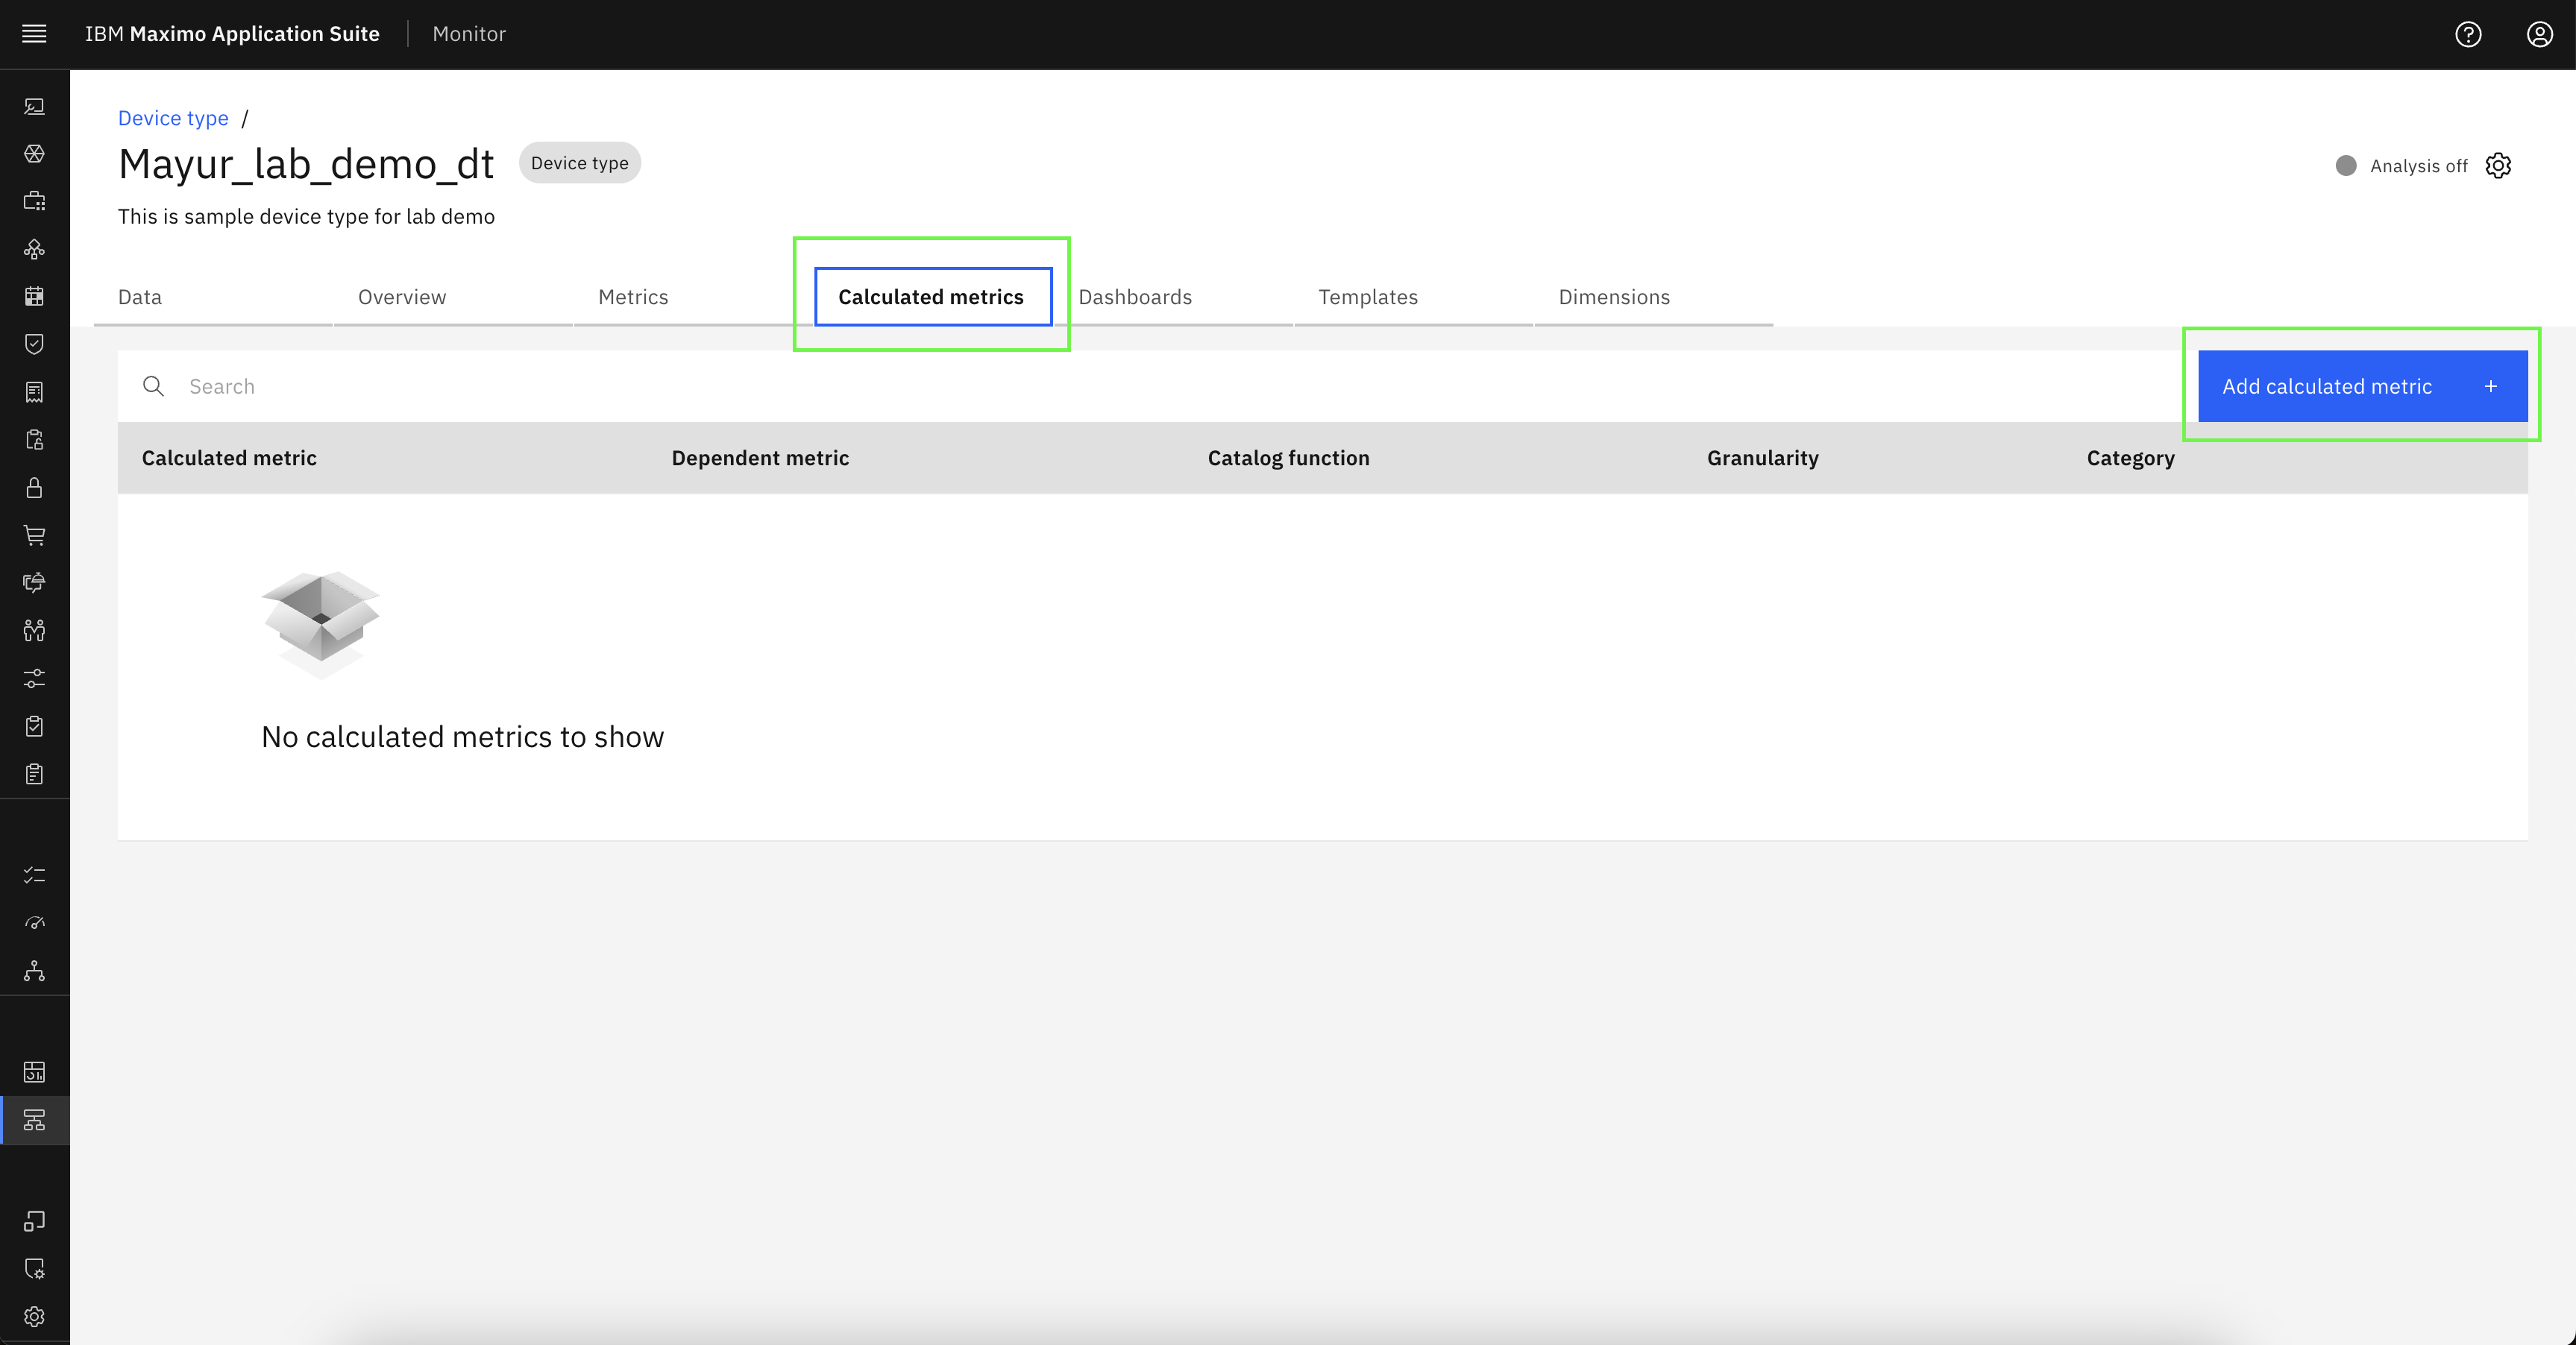 IBM Maximo Application Suite Monitor
Device type /
Mayur_lab_demo_dt Device type
Analysis off
This is sample device type for lab demo
Data Overview Metrics Calculated metrics Dashboards Templates Dimensions
Search Add calculated metric +
Calculated metric Dependent metric Catalog function Granularity Category
No calculated metrics to show